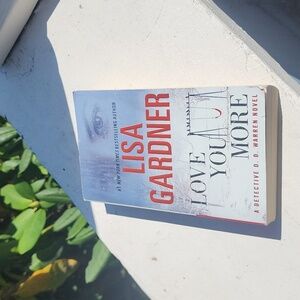 #1 NEW YORK TIMES BESTSELLING AUTHOR
LISA
GARDNER
LOVE
YOU
MORE
A DETECTIVE D. D. WARREN NOVEL